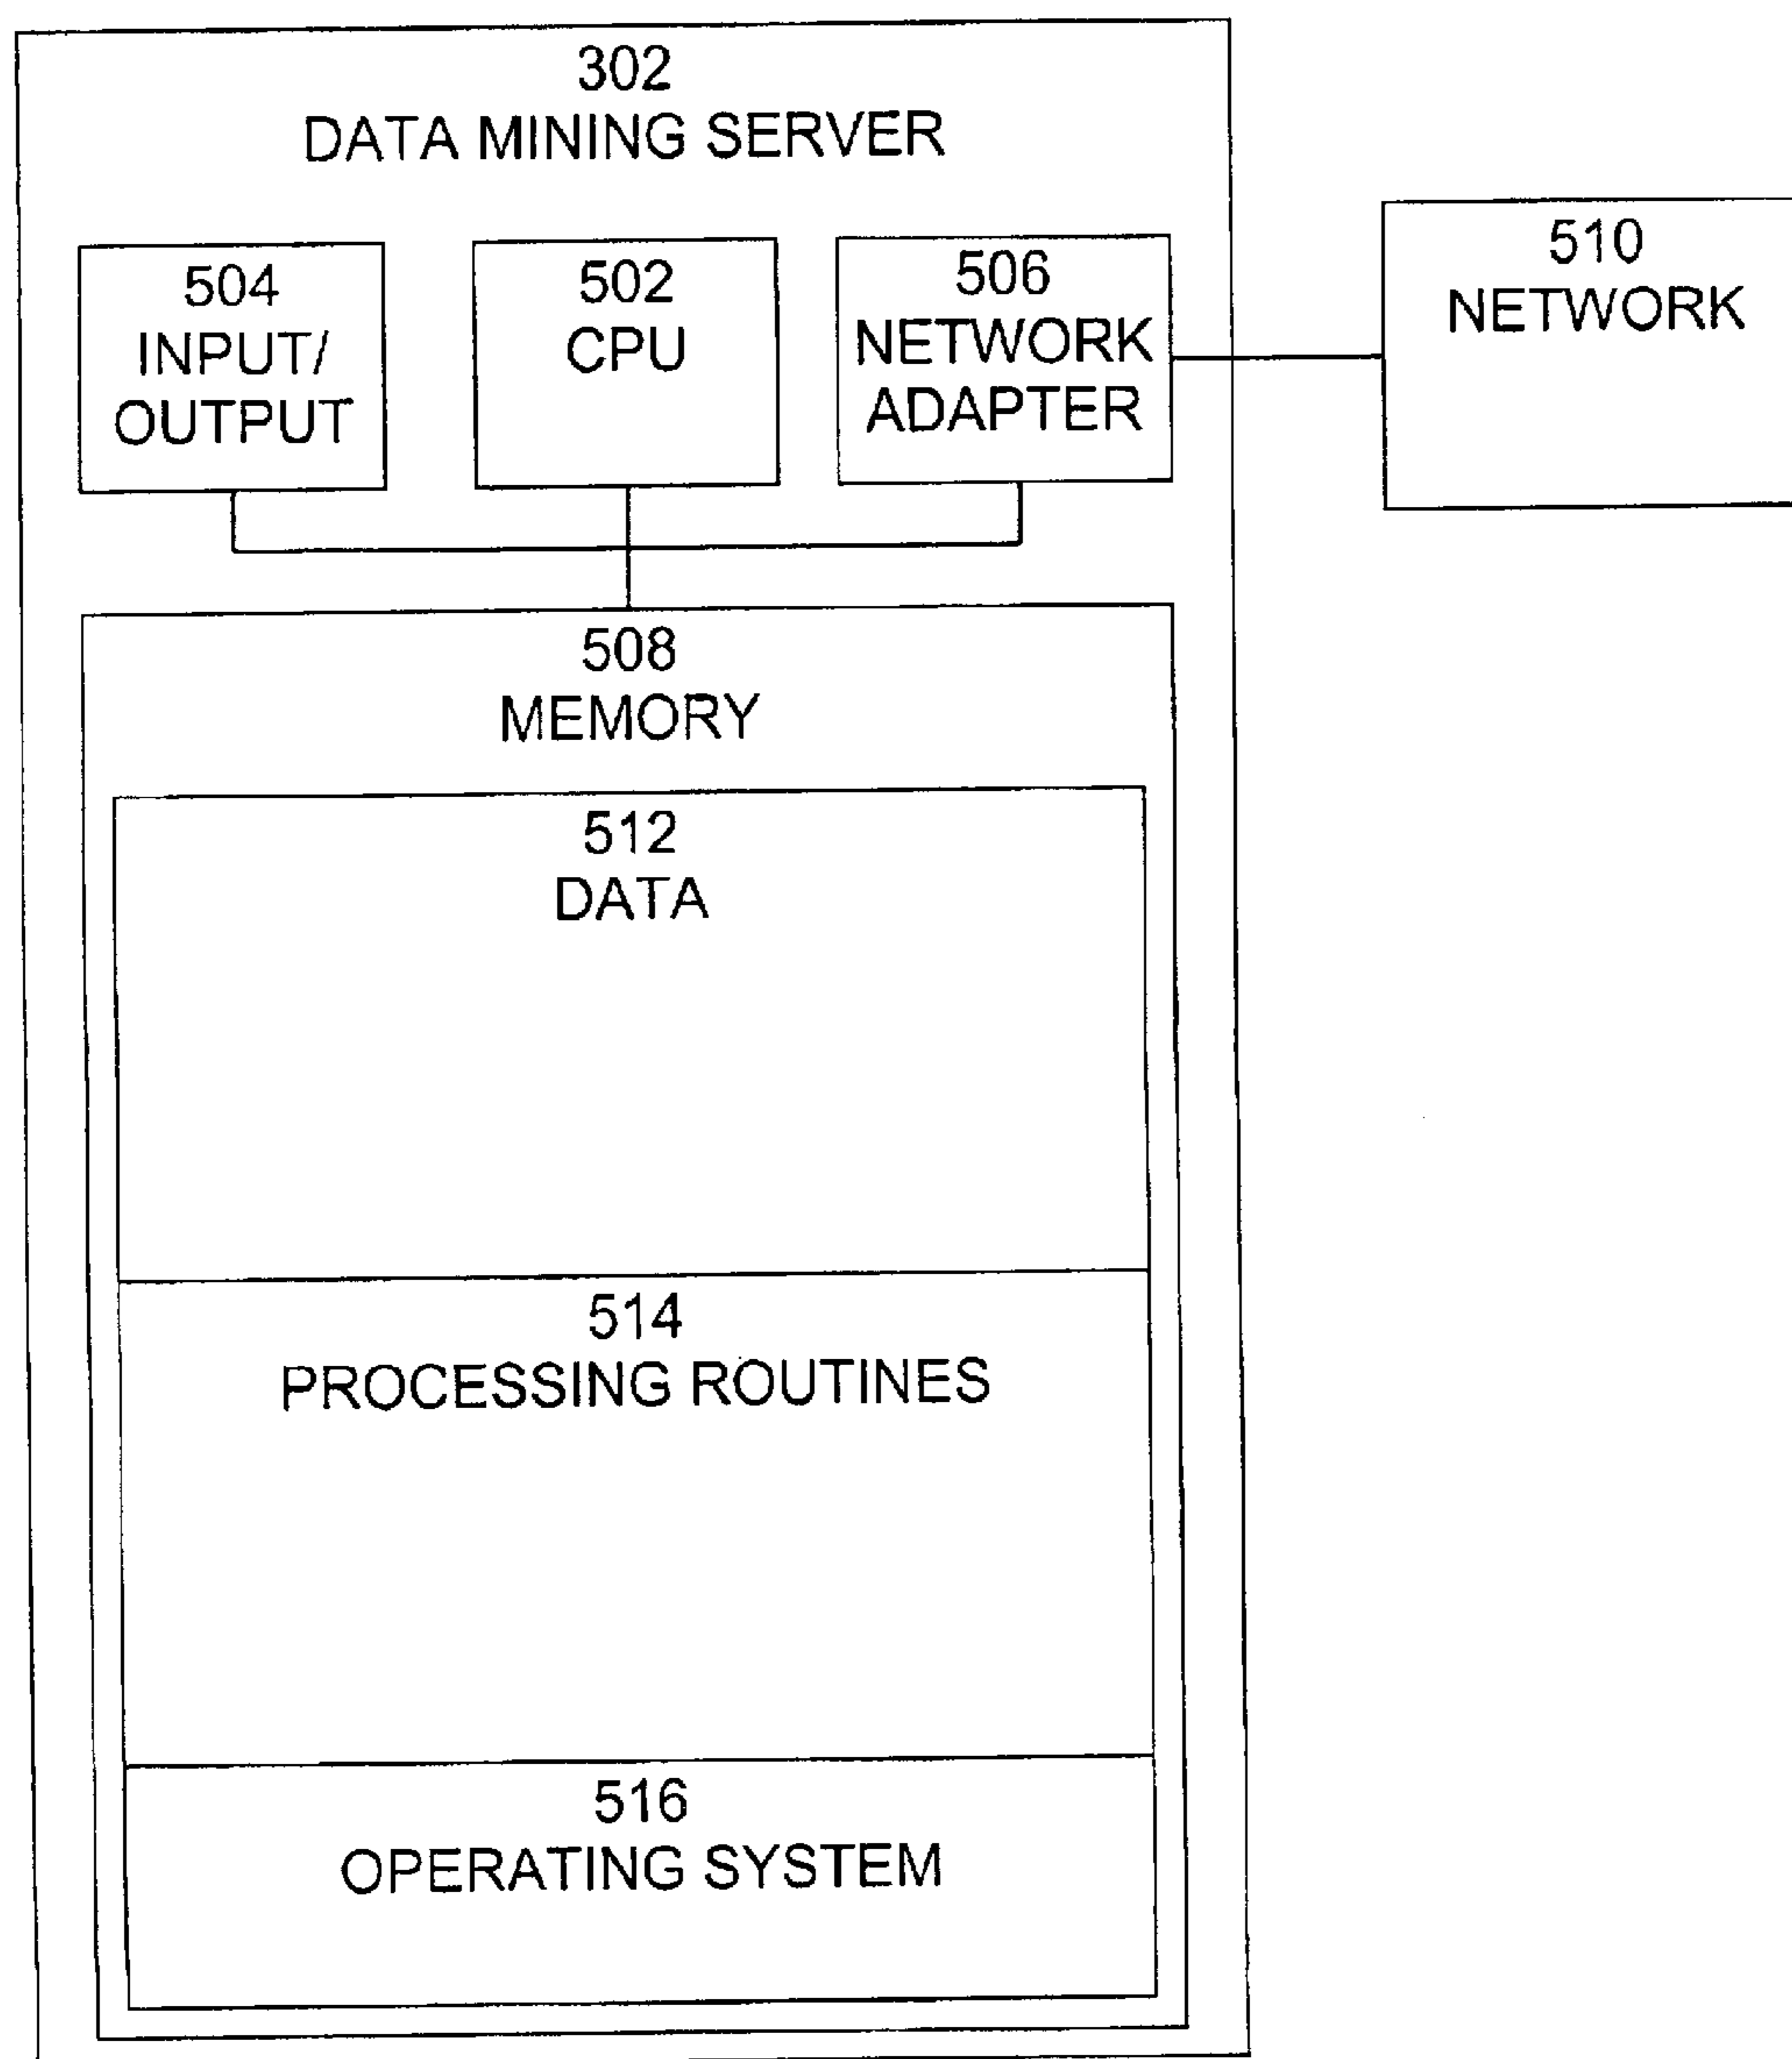 302
DATA MINING SERVER
504
INPUT/
OUTPUT
502
CPU
506
NETWORK
ADAPTER
510
NETWORK
508
MEMORY
512
DATA
514
PROCESSING ROUTINES
516
OPERATING SYSTEM